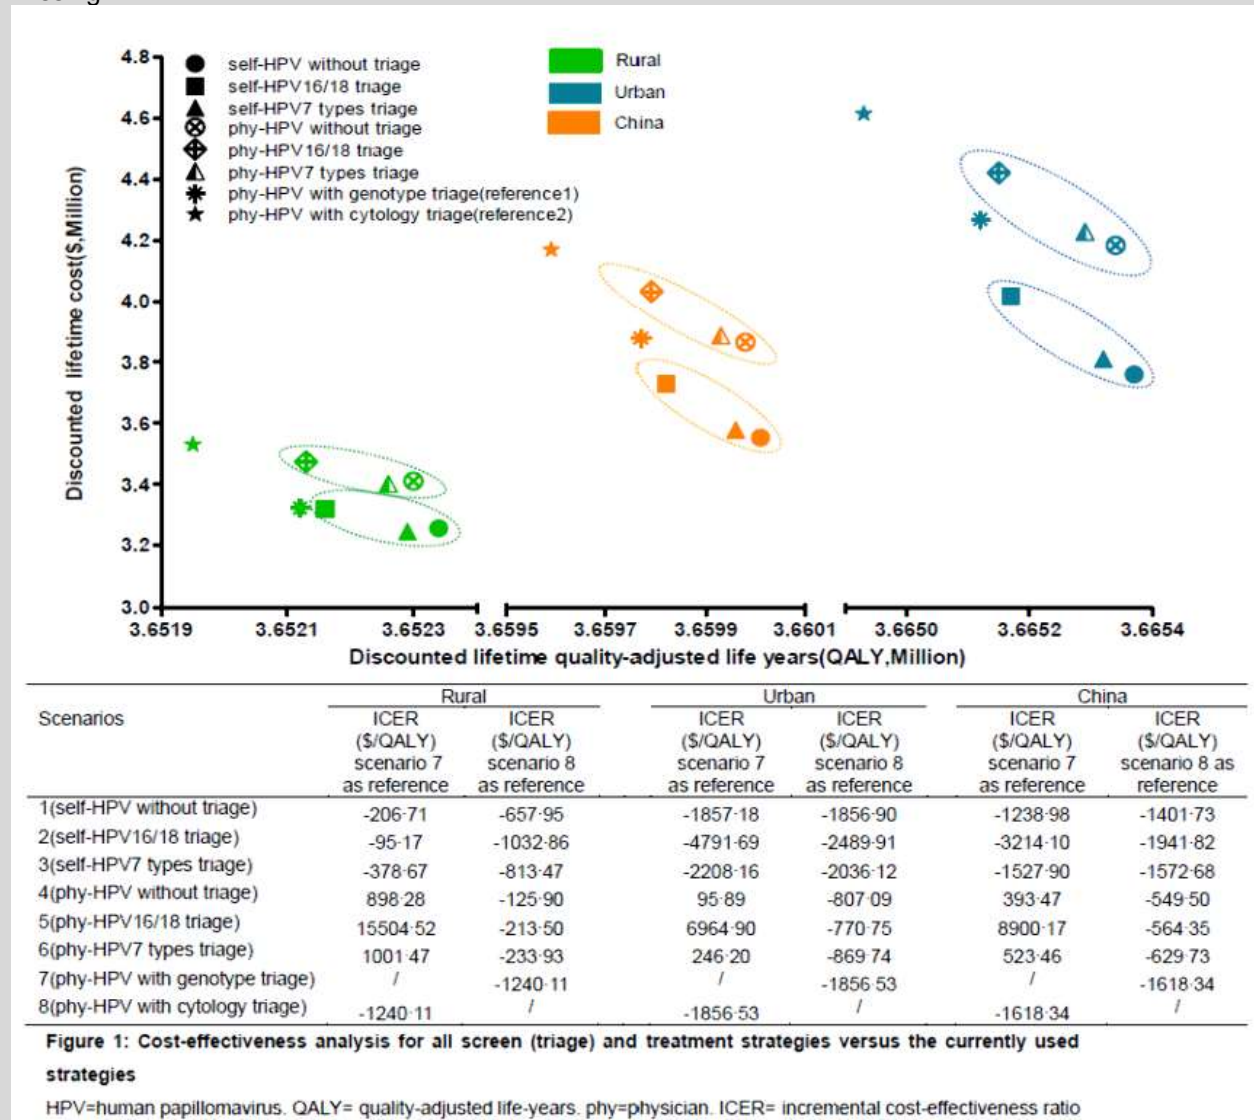 4.8
4.6
4.4
4.2
4.0
3.8
3.6
3.4
3.2
3.0
Discounted lifetime cost($,Million)
self-HPV without triage
self-HPV16/18 triage
self-HPV7 types triage
phy-HPV without triage
phy-HPV16/18 triage
phy-HPV7 types triage
phy-HPV with genotype triage(reference1)
phy-HPV with cytology triage(reference2)
Rural
Urban
China
3.6519 3.6521 3.6523 3.6595 3.6597 3.6599 3.6601 3.6650 3.6652 3.6654
Discounted lifetime quality-adjusted life years(QALY,Million)
Rural Urban China
Scenarios ICER ICER ICER ICER ICER ICER
($/QALY) ($/QALY) ($/QALY) ($/QALY) ($/QALY) ($/QALY)
scenario 7 scenario 8 scenario 7 scenario 8 scenario 7 scenario 8 as
as reference as reference as reference as reference as reference reference
1(self-HPV without triage) -206·71 -657·95 -1857·18 -1856·90 -1238·98 -1401·73
2(self-HPV16/18 triage) -95·17 -1032·86 -4791·69 -2489·91 -3214·10 -1941·82
3(self-HPV7 types triage) -378·67 -813·47 -2208·16 -2036·12 -1527·90 -1572·68
4(phy-HPV without triage) 898·28 -125·90 95·89 -807·09 393·47 -549·50
5(phy-HPV16/18 triage) 15504·52 -213·50 6964·90 -770·75 8900·17 -564·35
6(phy-HPV7 types triage) 1001·47 -233·93 246·20 -869·74 523·46 -629·73
7(phy-HPV with genotype triage) / -1240·11 / -1856·53 / -1618·34
8(phy-HPV with cytology triage) -1240·11 / -1856·53 / -1618·34 /
Figure 1: Cost-effectiveness analysis for all screen (triage) and treatment strategies versus the currently used
strategies
HPV=human papillomavirus. QALY= quality-adjusted life-years. phy=physician. ICER= incremental cost-effectiveness ratio